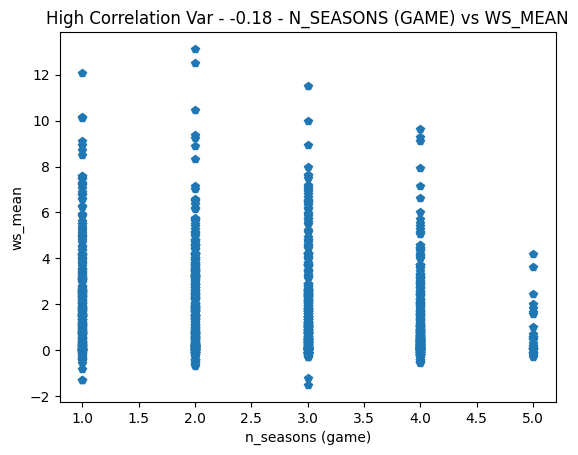 High Correlation Var - -0.18 - N_SEASONS (GAME) vs WS_MEAN
12
10
8
6
4
2
0
−2
ws_mean
1.0 1.5 2.0 2.5 3.0 3.5 4.0 4.5 5.0
n_seasons (game)